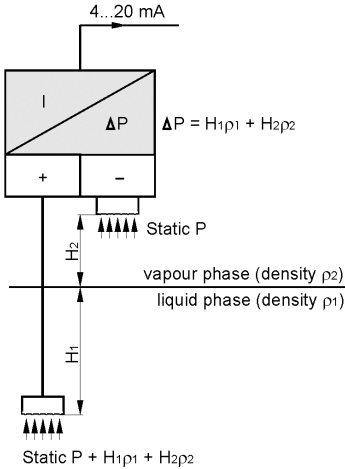 4...20 mA
I
ΔP
ΔP = H1ρ1 + H2ρ2
+ −
Static P
H2
vapour phase (density ρ2)
liquid phase (density ρ1)
H1
Static P + H1ρ1 + H2ρ2